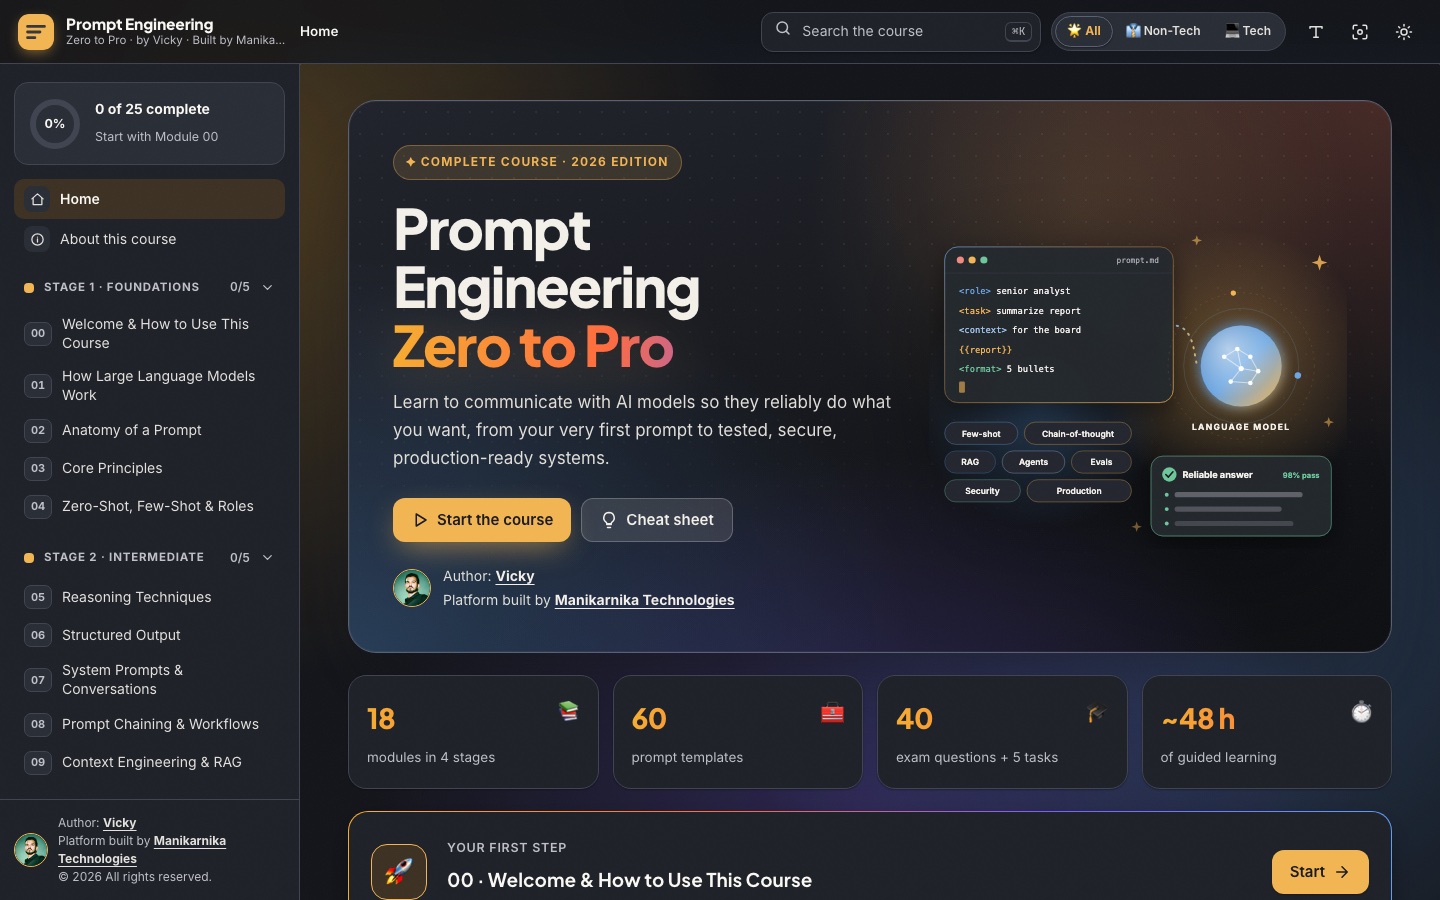 Prompt Engineering
Zero to Pro · by Vicky · Built by Manika...
Home
Search the course
⌘K
All
Non-Tech
Tech
0%
0 of 25 complete
Start with Module 00
Home
About this course
STAGE 1 · FOUNDATIONS 0/5
00 Welcome & How to Use This
Course
01 How Large Language Models
Work
02 Anatomy of a Prompt
03 Core Principles
04 Zero-Shot, Few-Shot & Roles
STAGE 2 · INTERMEDIATE 0/5
05 Reasoning Techniques
06 Structured Output
07 System Prompts &
Conversations
08 Prompt Chaining & Workflows
09 Context Engineering & RAG
Author: Vicky
Platform built by Manikarnika
Technologies
© 2026 All rights reserved.
✦ COMPLETE COURSE · 2026 EDITION
Prompt
Engineering
Zero to Pro
Learn to communicate with AI models so they reliably do what
you want, from your very first prompt to tested, secure,
production-ready systems.
Start the course
Cheat sheet
Author: Vicky
Platform built by Manikarnika Technologies
prompt.md
<role> senior analyst
<task> summarize report
<context> for the board
{{report}}
<format> 5 bullets
LANGUAGE MODEL
Few-shot
Chain-of-thought
RAG
Agents
Evals
Security
Production
Reliable answer
98% pass
18
modules in 4 stages
60
prompt templates
40
exam questions + 5 tasks
~48 h
of guided learning
YOUR FIRST STEP
00 · Welcome & How to Use This Course
Start →